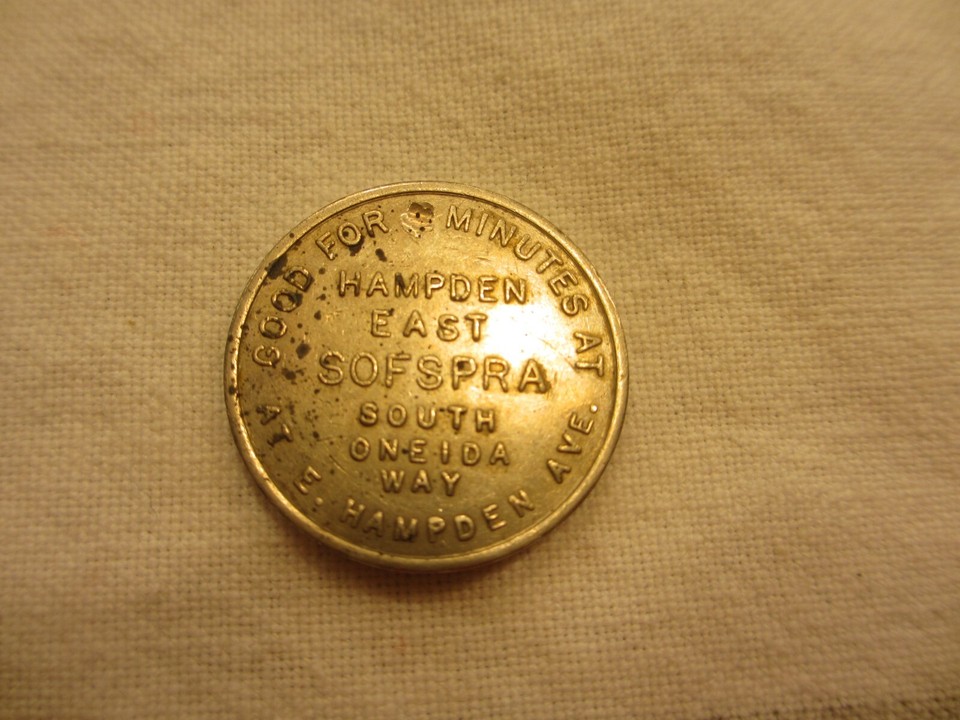 GOOD FOR MINUTES AT
HAMPDEN
EAST
SOFSPRA
SOUTH
ONEIDA
WAY
AT E. HAMPDEN AVE.